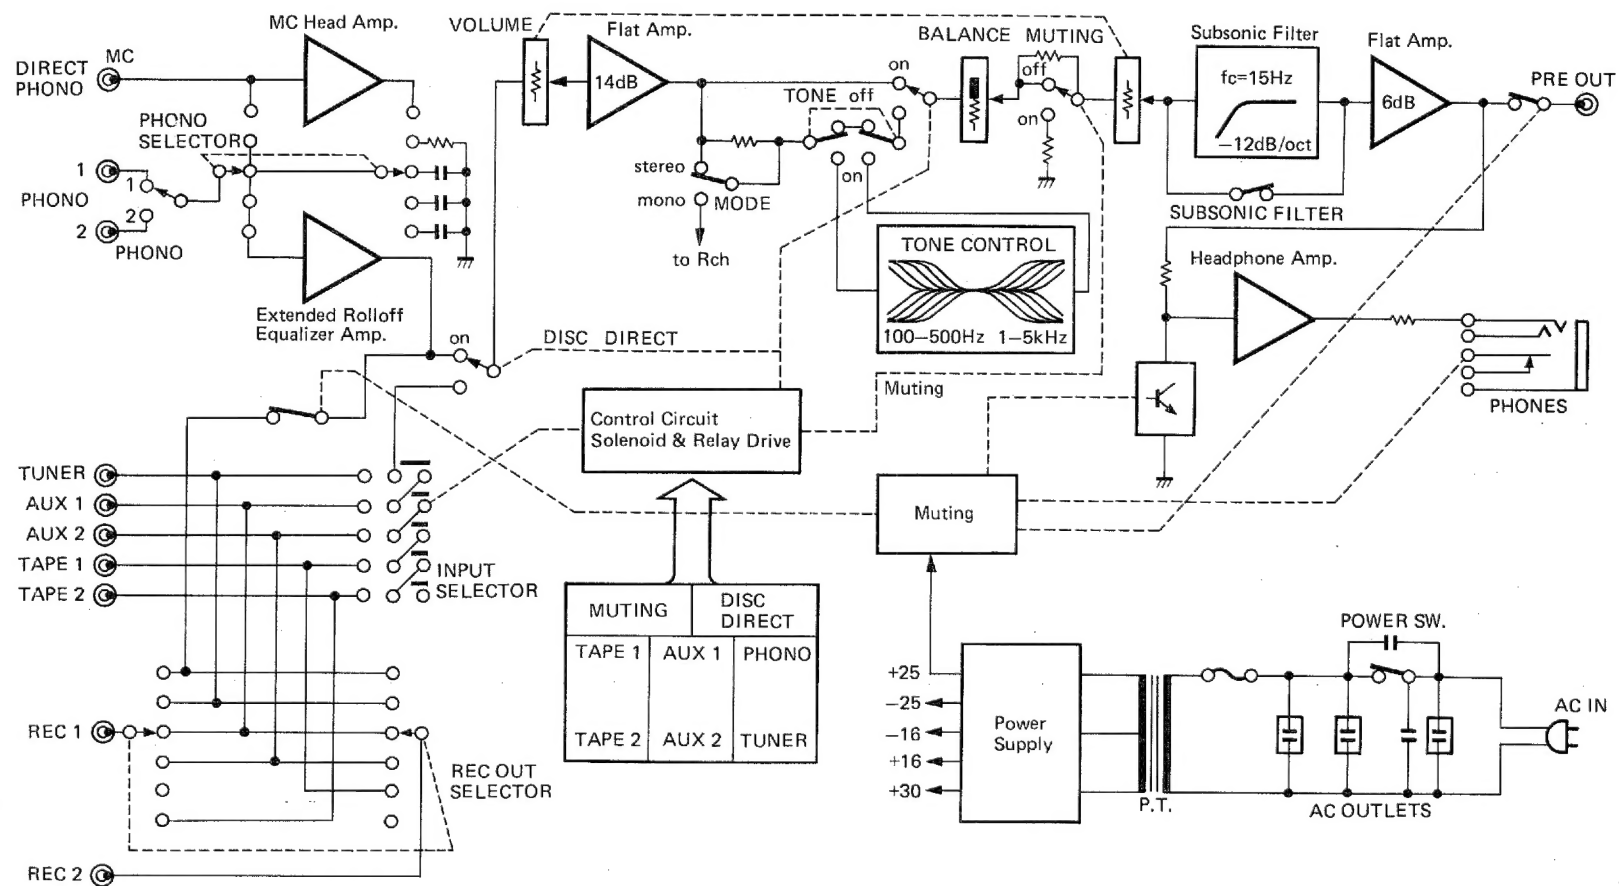 MC Head Amp.
VOLUME
Flat Amp.
BALANCE MUTING
Subsonic Filter
Flat Amp.
DIRECT
PHONO
MC
14dB
on
off
fc=15Hz
−12dB/oct
6dB
PRE OUT
TONE off
on
on
PHONO
SELECTOR
stereo
mono
MODE
to Rch
SUBSONIC FILTER
1
PHONO
2
1
2
PHONO
TONE CONTROL
100−500Hz 1−5kHz
Headphone Amp.
Extended Rolloff
Equalizer Amp.
on
DISC DIRECT
PHONES
Control Circuit
Solenoid & Relay Drive
Muting
Muting
TUNER
AUX 1
AUX 2
TAPE 1
TAPE 2
INPUT
SELECTOR
MUTING
DISC
DIRECT
TAPE 1 AUX 1 PHONO
TAPE 2 AUX 2 TUNER
REC 1
REC OUT
SELECTOR
REC 2
+25
−25
−16
+16
+30
Power
Supply
P.T.
POWER SW.
AC IN
AC OUTLETS